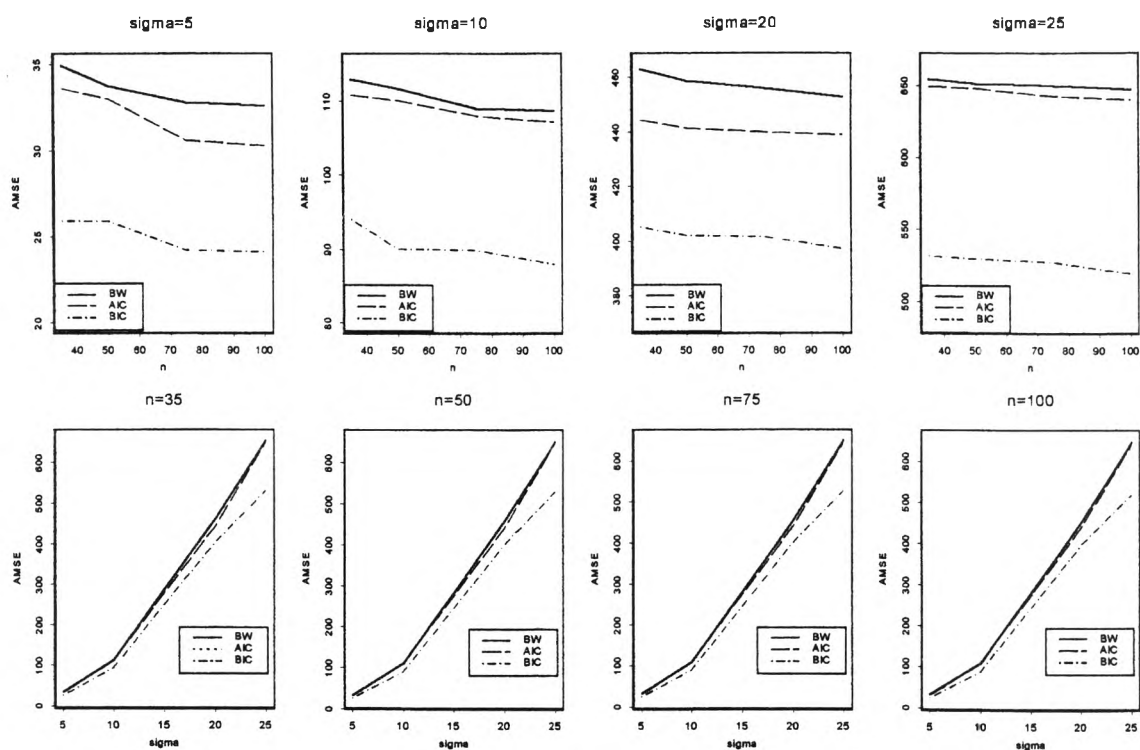 sigma=5
35
30
25
20
AMSE
BW
AIC
BIC
40 50 60 70 80 90 100
n
sigma=10
110
100
90
80
AMSE
BW
AIC
BIC
40 50 60 70 80 90 100
n
sigma=20
460
440
420
400
380
AMSE
BW
AIC
BIC
40 50 60 70 80 90 100
n
sigma=25
650
600
550
500
AMSE
BW
AIC
BIC
40 50 60 70 80 90 100
n
n=35
600
500
400
300
200
100
0
AMSE
BW
AIC
BIC
5 10 15 20 25
sigma
n=50
600
500
400
300
200
100
0
AMSE
BW
AIC
BIC
5 10 15 20 25
sigma
n=75
600
500
400
300
200
100
0
AMSE
BW
AIC
BIC
5 10 15 20 25
sigma
n=100
600
500
400
300
200
100
0
AMSE
BW
AIC
BIC
5 10 15 20 25
sigma